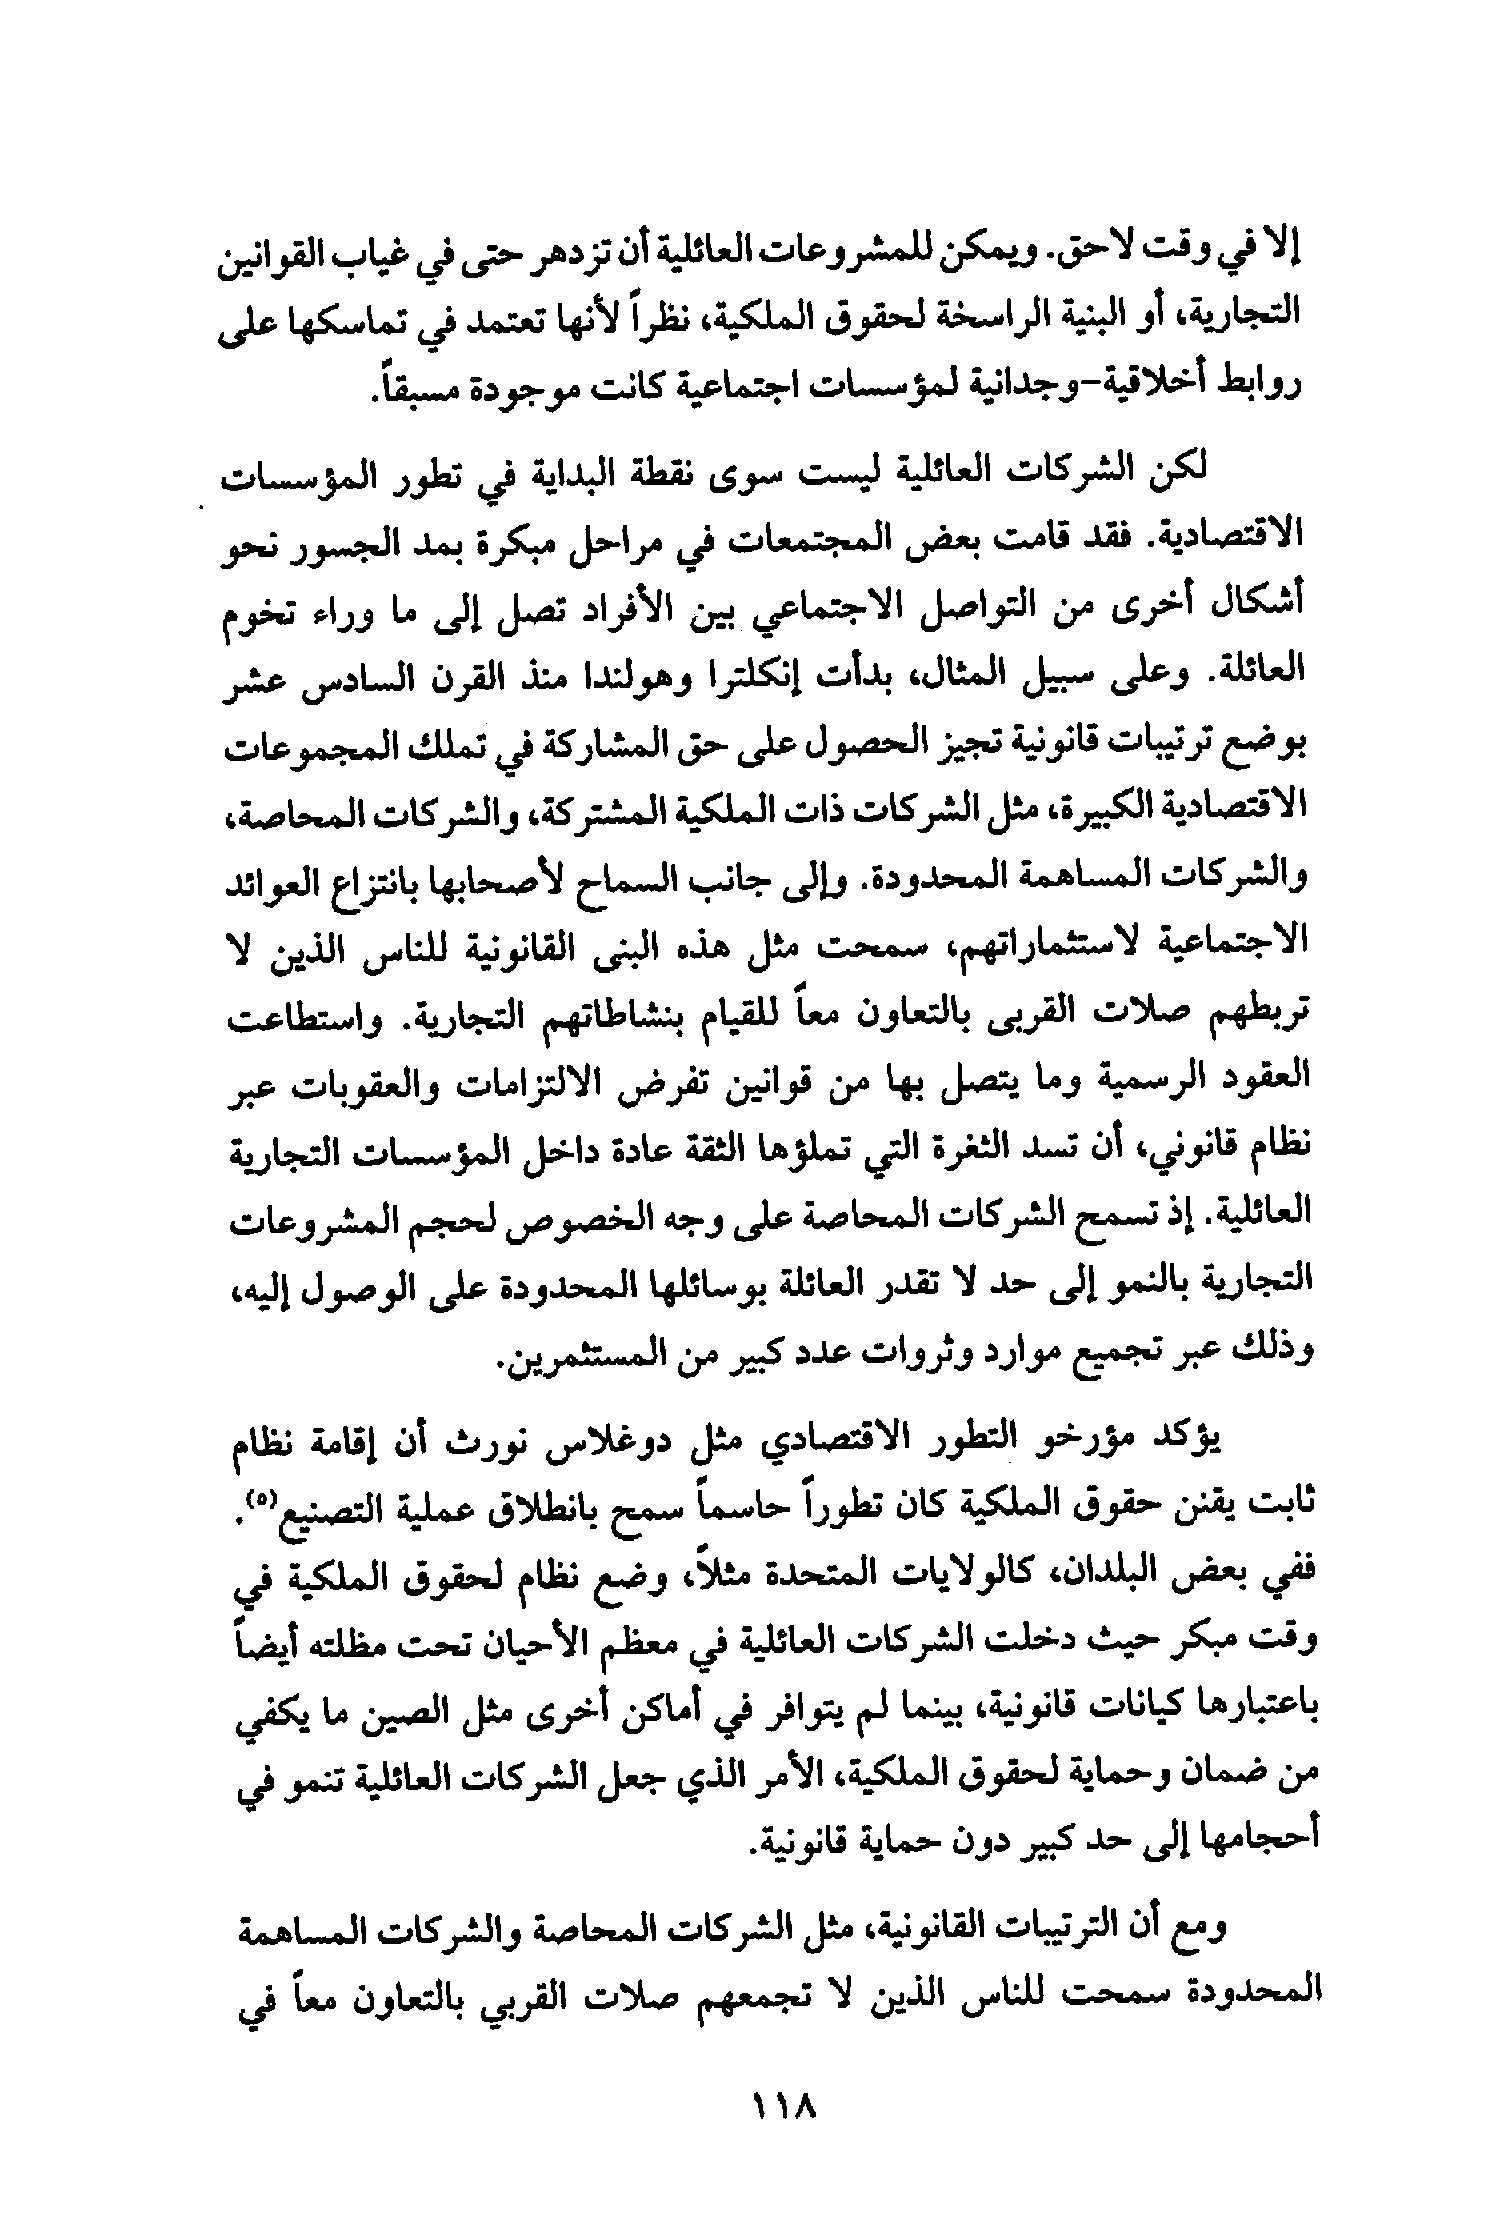 إلا في وقت لاحق. ويمكن للمشروعات العائلية أن تزدهر حتى في غياب القوانين
التجارية، أو البنية الراسخة لحقوق الملكية، نظراً لأنها تعتمد في تماسكها على
روابط أخلاقية-وجدانية لمؤسسات اجتماعية كانت موجودة مسبقاً.
لكن الشركات العائلية ليست سوى نقطة البداية في تطور المؤسسات
الاقتصادية. فقد قامت بعض المجتمعات في مراحل مبكرة بمد الجسور نحو
أشكال أخرى من التواصل الاجتماعي بين الأفراد تصل إلى ما وراء تخوم
العائلة. وعلى سبيل المثال، بدأت إنكلترا وهولندا منذ القرن السادس عشر
بوضع ترتيبات قانونية تجيز الحصول على حق المشاركة في تملك المجموعات
الاقتصادية الكبيرة، مثل الشركات ذات الملكية المشتركة، والشركات المحاصة،
والشركات المساهمة المحدودة. وإلى جانب السماح لأصحابها بانتزاع العوائد
الاجتماعية لاستثماراتهم، سمحت مثل هذه البنى القانونية للناس الذين لا
تربطهم صلات القربى بالتعاون معاً للقيام بنشاطاتهم التجارية. واستطاعت
العقود الرسمية وما يتصل بها من قوانين تفرض الالتزامات والعقوبات عبر
نظام قانوني، أن تسد الثغرة التي تملؤها الثقة عادة داخل المؤسسات التجارية
العائلية. إذ تسمح الشركات المحاصة على وجه الخصوص لحجم المشروعات
التجارية بالنمو إلى حد لا تقدر العائلة بوسائلها المحدودة على الوصول إليه،
وذلك عبر تجميع موارد وثروات عدد كبير من المستثمرين.
يؤكد مؤرخو التطور الاقتصادي مثل دوغلاس نورث أن إقامة نظام
ثابت يقنن حقوق الملكية كان تطوراً حاسماً سمح بانطلاق عملية التصنيع(٥).
ففي بعض البلدان، كالولايات المتحدة مثلاً، وضع نظام لحقوق الملكية في
وقت مبكر حيث دخلت الشركات العائلية في معظم الأحيان تحت مظلته أيضاً
باعتبارها كيانات قانونية، بينما لم يتوافر في أماكن أخرى مثل الصين ما يكفي
من ضمان وحماية لحقوق الملكية، الأمر الذي جعل الشركات العائلية تنمو في
أحجامها إلى حد كبير دون حماية قانونية.
ومع أن الترتيبات القانونية، مثل الشركات المحاصة والشركات المساهمة
المحدودة سمحت للناس الذين لا تجمعهم صلات القربي بالتعاون معاً في
١١٨